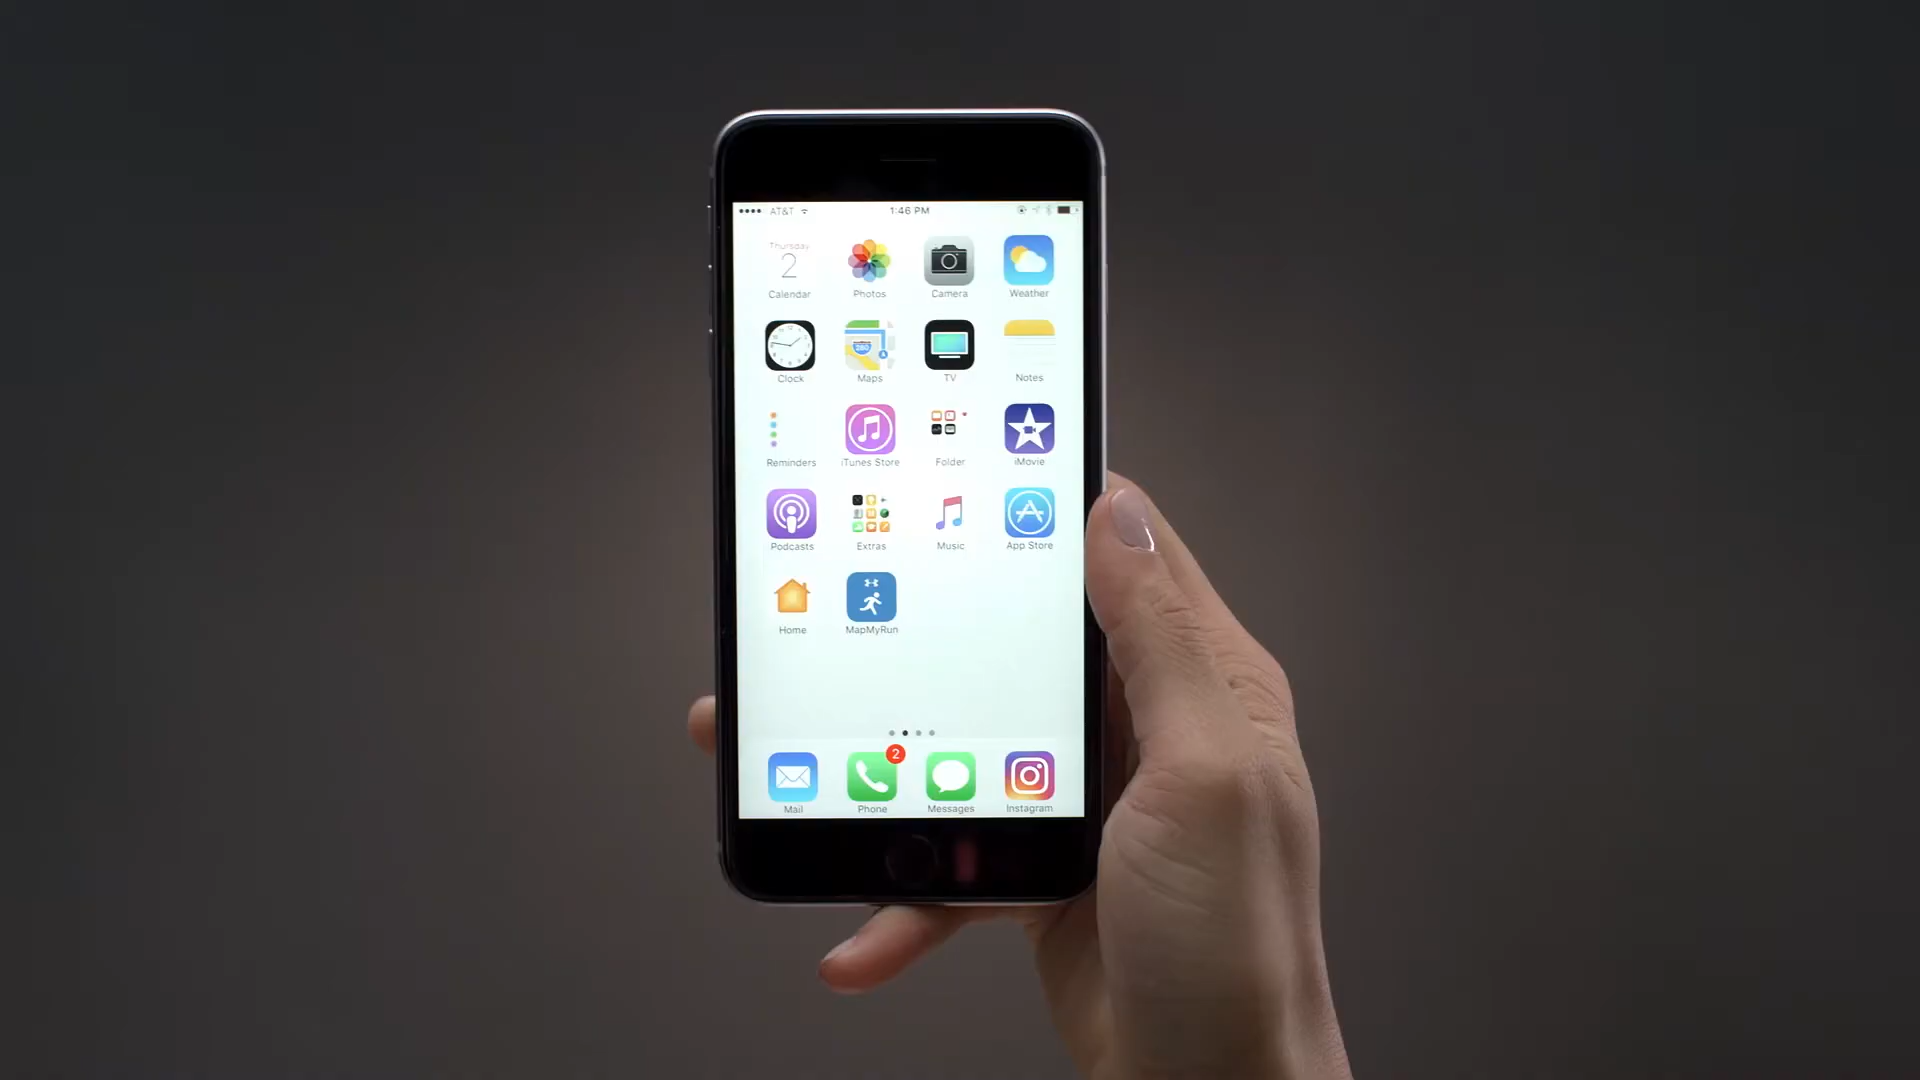 AT&T 1:46 PM
Thursday
2
Calendar Photos Camera Weather
280
Clock Maps TV Notes
Reminders iTunes Store Folder iMovie
Podcasts Extras Music App Store
Home MapMyRun
2
Mail Phone Messages Instagram